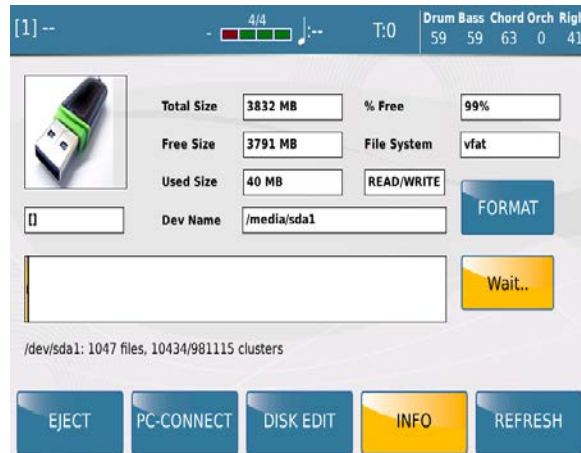 [1] -- - 4/4 :-- T:0 Drum Bass Chord Orch
59 59 63 0 41
Total Size 3832 MB % Free 99%
Free Size 3791 MB File System vfat
Used Size 40 MB READ/WRITE
FORMAT
[] Dev Name /media/sda1
Wait..
/dev/sda1: 1047 files, 10434/981115 clusters
EJECT PC-CONNECT DISK EDIT INFO REFRESH